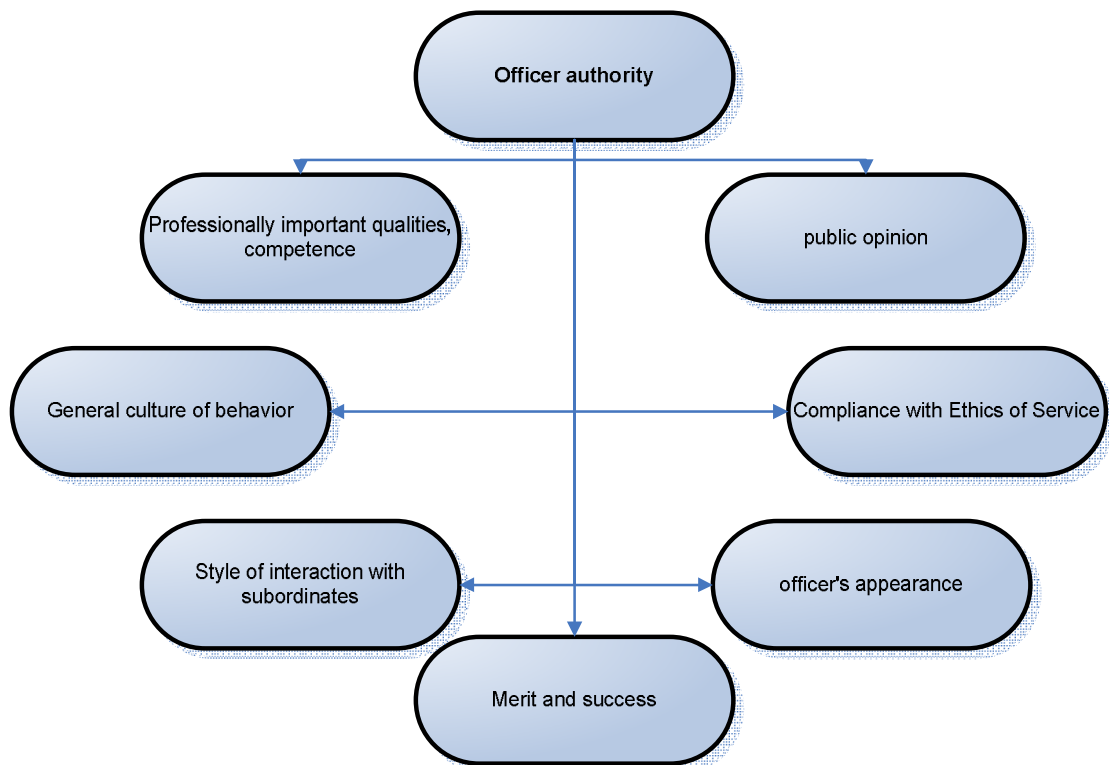 Officer authority
Professionally important qualities,
competence
public opinion
General culture of behavior
Compliance with Ethics of Service
Style of interaction with
subordinates
officer's appearance
Merit and success